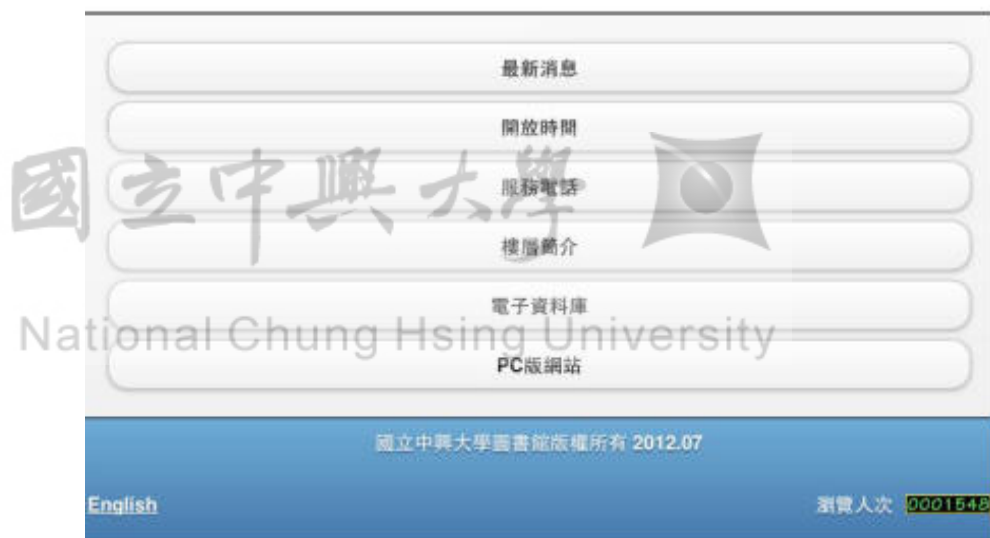 最新消息
開放時間
國立中興大學
服務電話
樓層簡介
電子資料庫
National Chung Hsing University
PC版網站
國立中興大學圖書館版權所有 2012.07
English
瀏覽人次 0001548